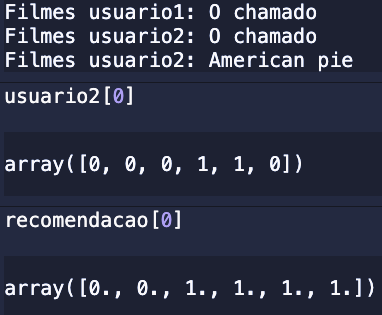 Filmes usuario1: O chamado
Filmes usuario2: O chamado
Filmes usuario2: American pie
usuario2[0]
array([0, 0, 0, 1, 1, 0])
recomendacao[0]
array([0., 0., 1., 1., 1., 1.])